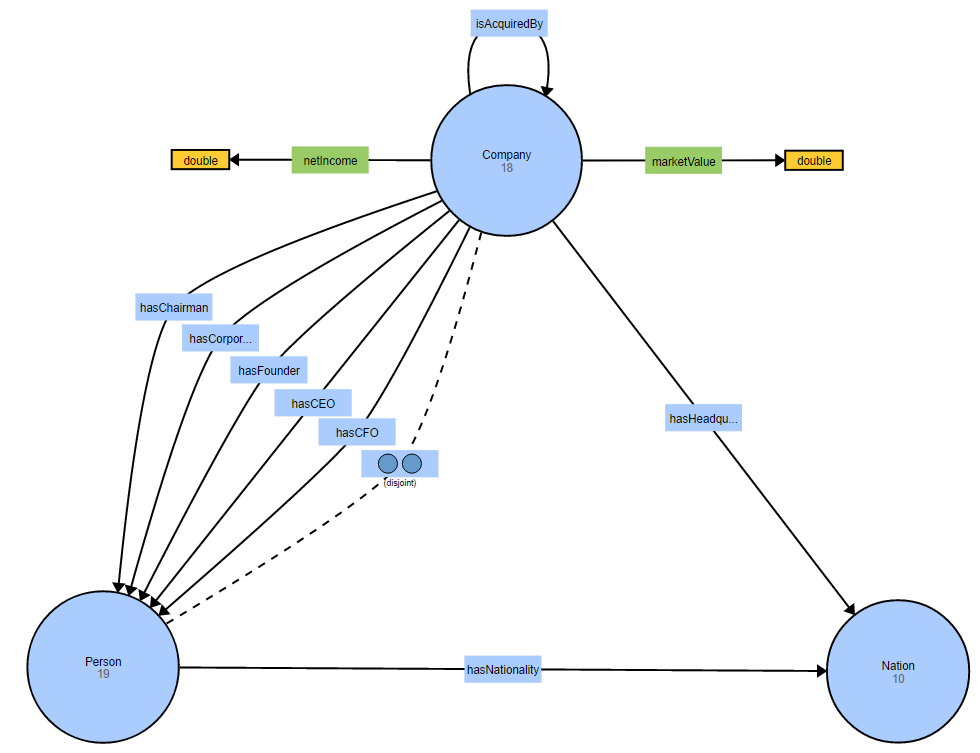 isAcquiredBy
Company
18
double
netIncome
marketValue
double
hasChairman
hasCorpor...
hasFounder
hasCEO
hasCFO
hasHeadqu...
(disjoint)
Person
19
hasNationality
Nation
10